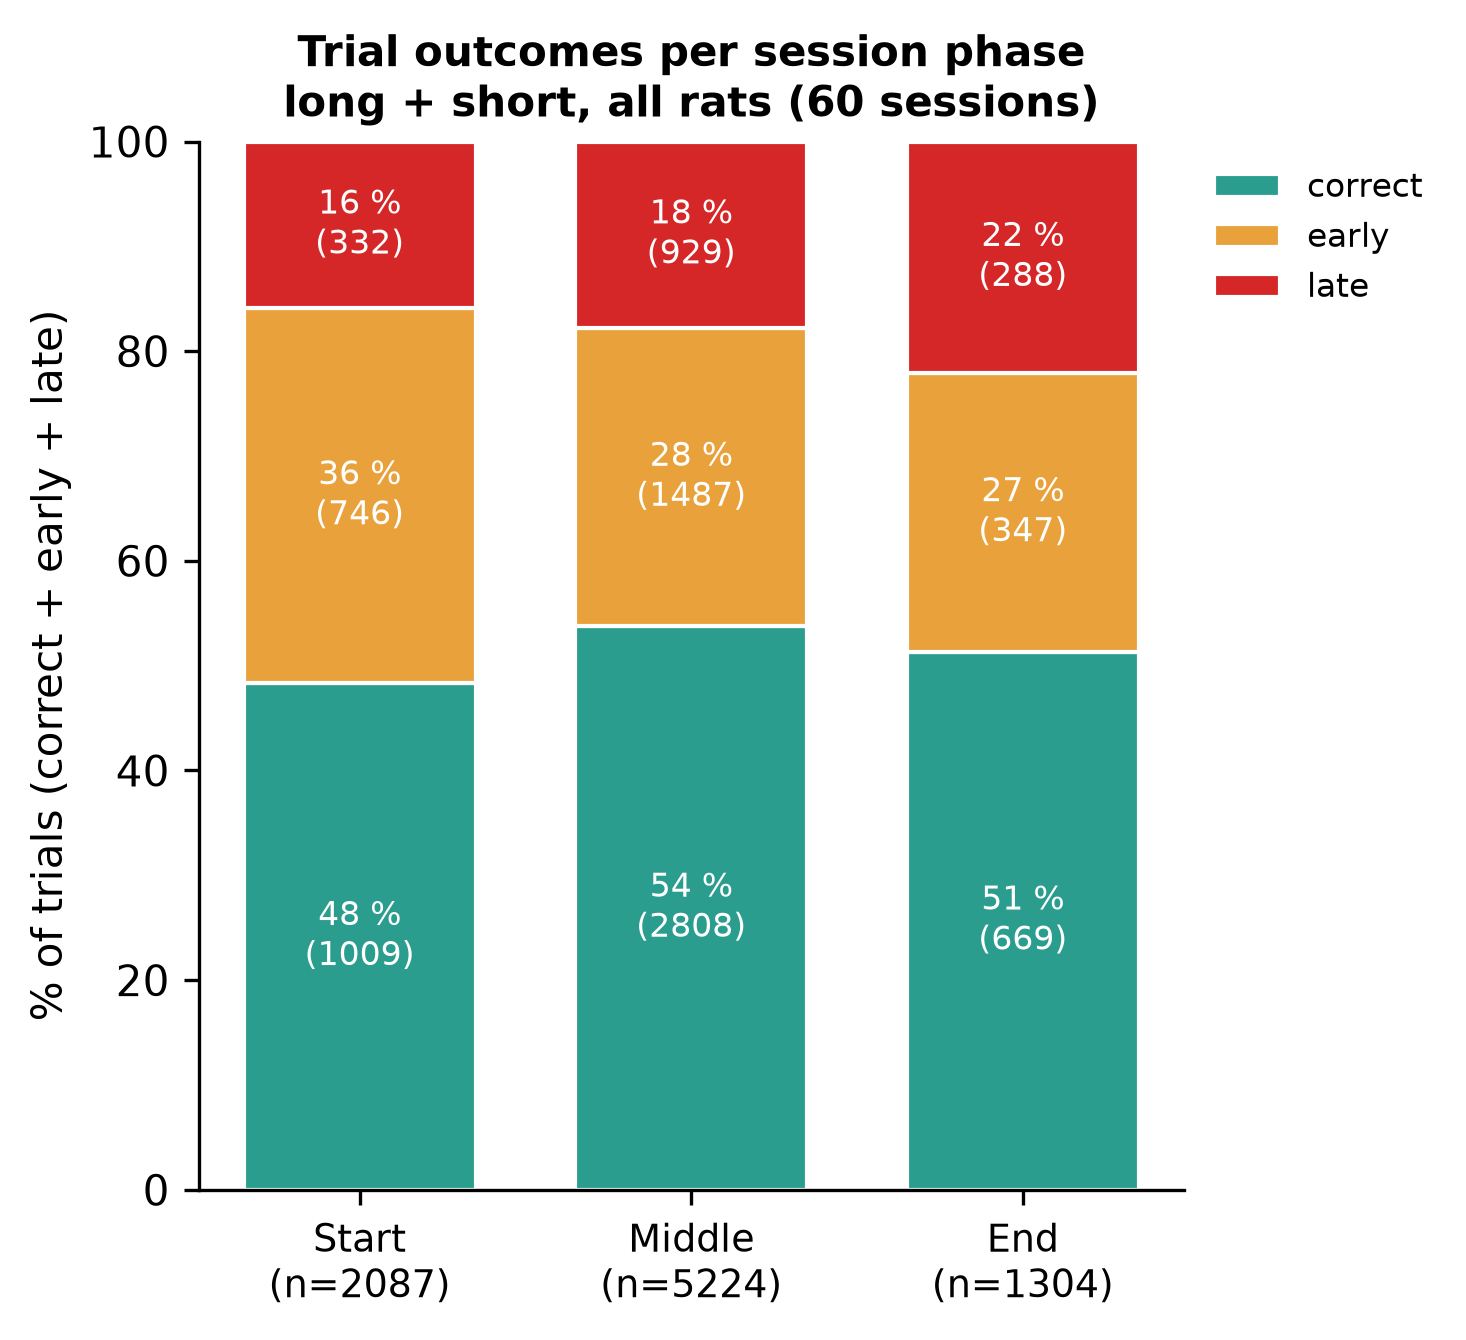 Trial outcomes per session phase
long + short, all rats (60 sessions)
% of trials (correct + early + late)
100
80
60
40
20
0
16 %
(332)
36 %
(746)
48 %
(1009)
18 %
(929)
28 %
(1487)
54 %
(2808)
22 %
(288)
27 %
(347)
51 %
(669)
Start
(n=2087)
Middle
(n=5224)
End
(n=1304)
correct
early
late